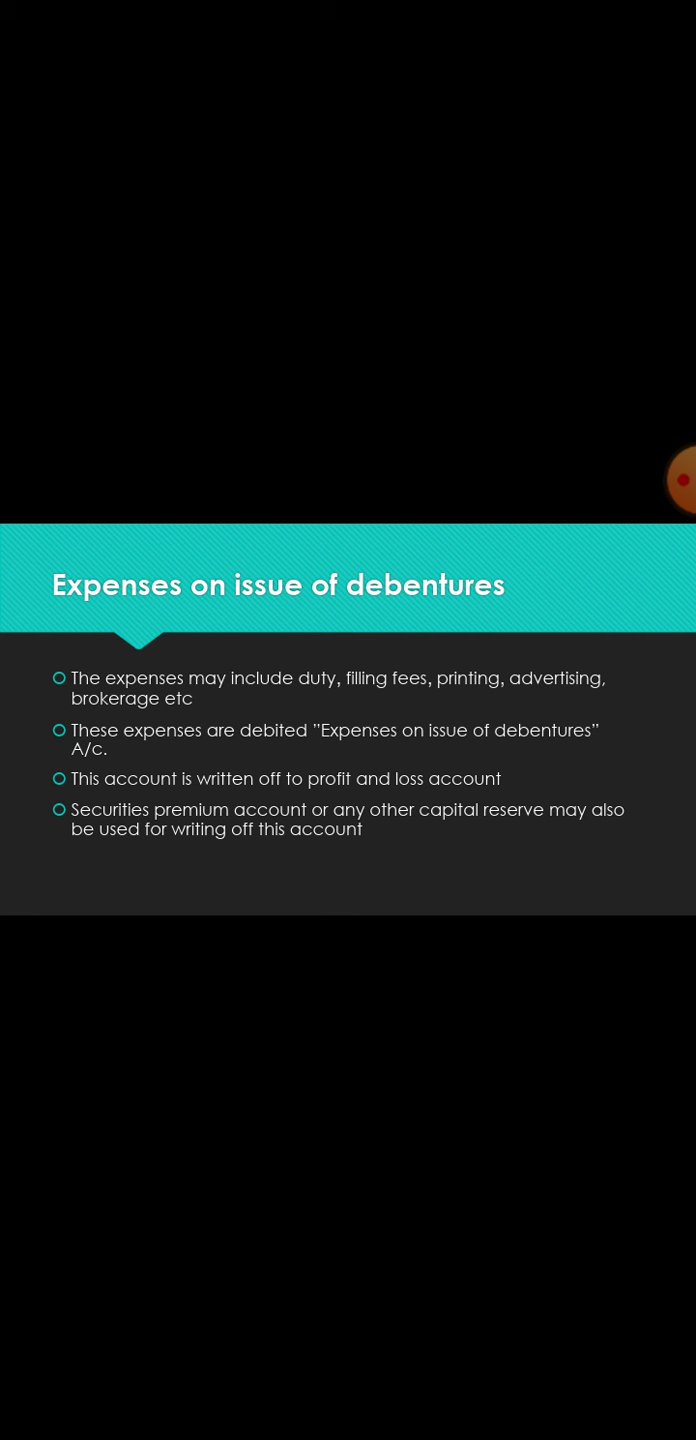 Expenses on issue of debentures
The expenses may include duty, filling fees, printing, advertising,
brokerage etc
These expenses are debited ”Expenses on issue of debentures”
A/c.
This account is written off to profit and loss account
Securities premium account or any other capital reserve may also
be used for writing off this account